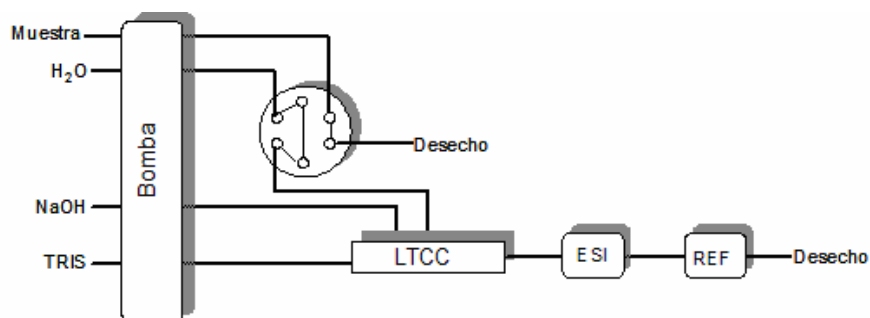 Muestra
H₂O
Bomba
Desecho
NaOH
TRIS
LTCC
ESI
REF
Desecho